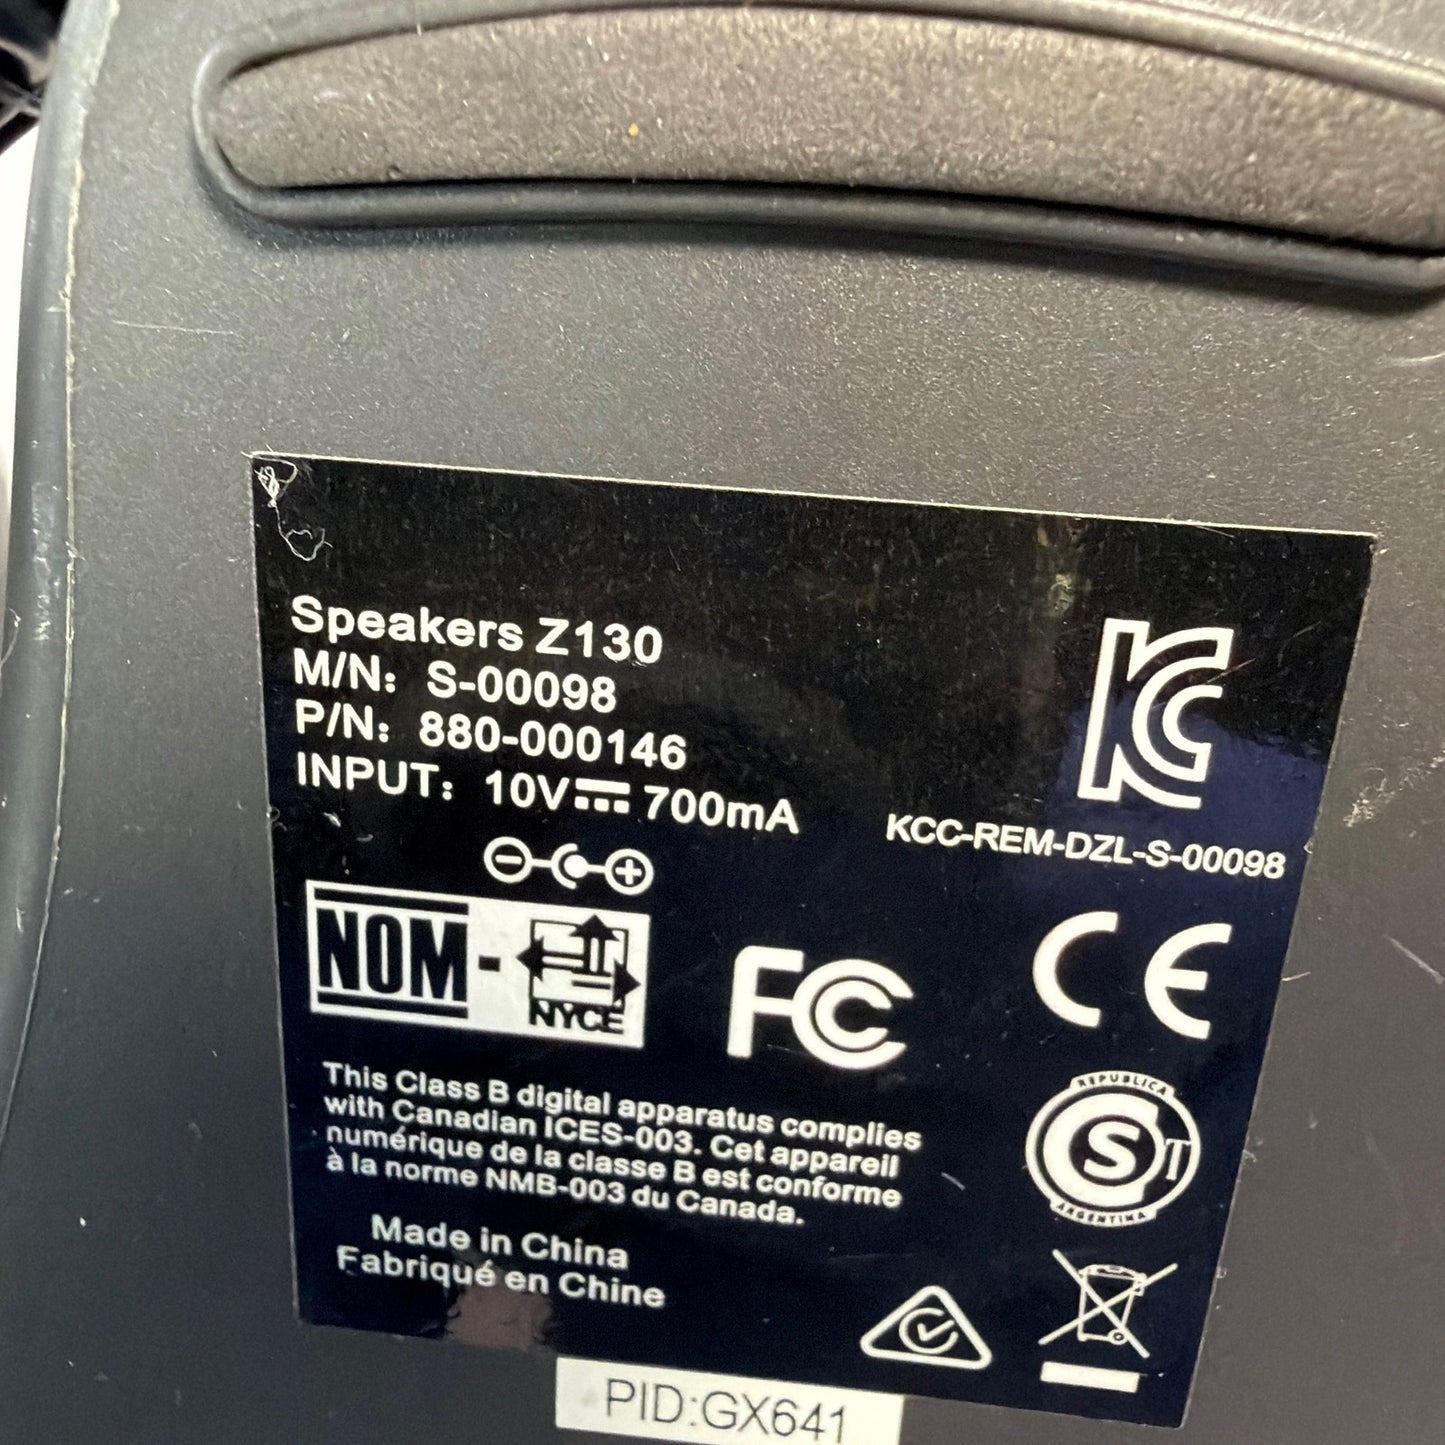 Speakers Z130
M/N: S-00098
P/N: 880-000146
INPUT: 10V⎓700mA
KCC-REM-DZL-S-00098
NOM-NYCE
FC
CE
REPUBLICA
S
ARGENTINA
This Class B digital apparatus complies
with Canadian ICES-003. Cet appareil
numérique de la classe B est conforme
à la norme NMB-003 du Canada.
Made in China
Fabriqué en Chine
PID:GX641